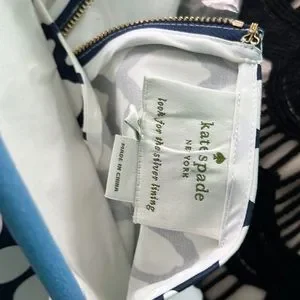 kate spade
NEW YORK
look for the silver lining
MADE IN CHINA